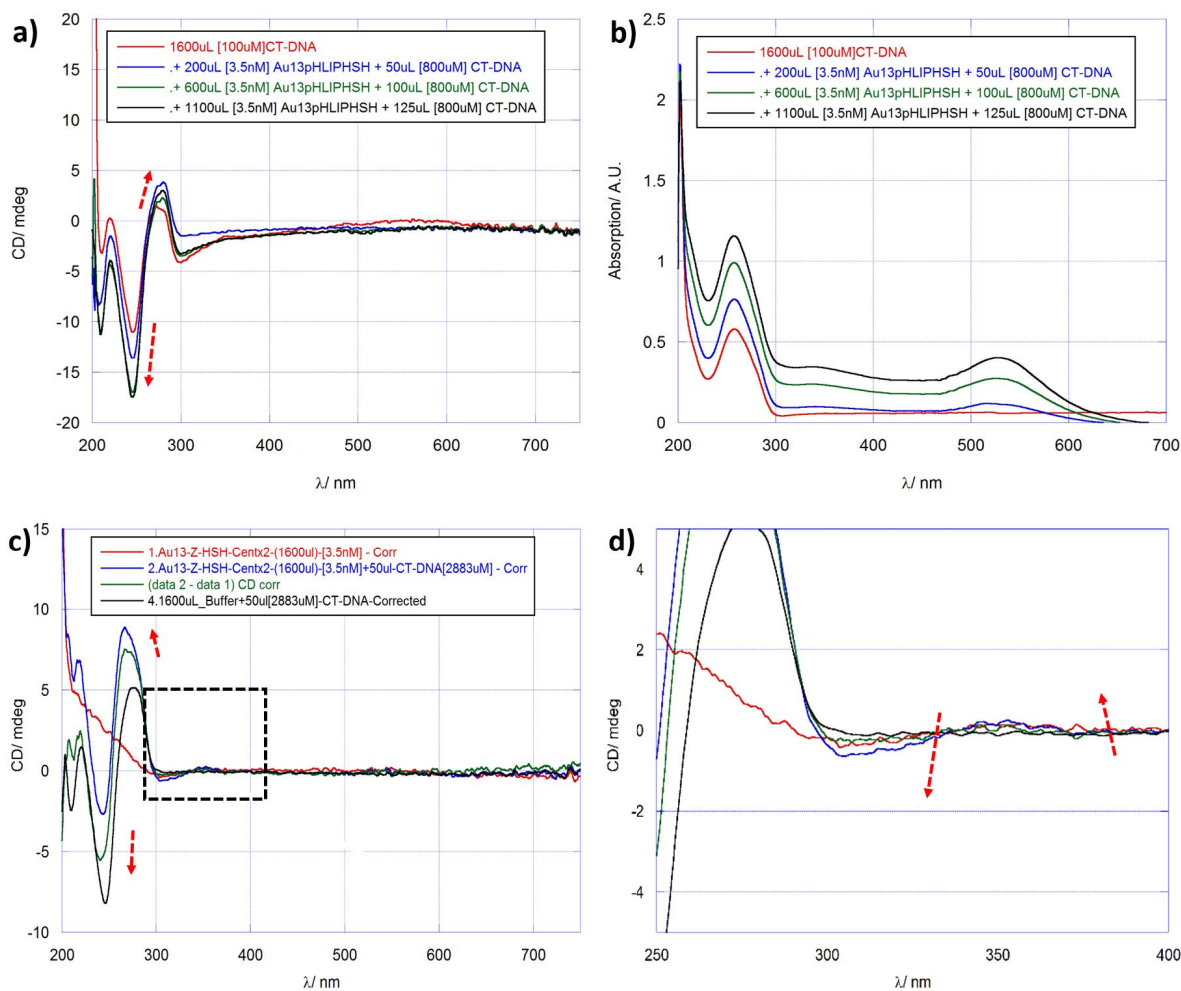 a)
20
15
10
5
0
-5
-10
-15
-20
CD/ mdeg
1600uL [100uM]CT-DNA
.+ 200uL [3.5nM] Au13pHLIPHSH + 50uL [800uM] CT-DNA
.+ 600uL [3.5nM] Au13pHLIPHSH + 100uL [800uM] CT-DNA
.+ 1100uL [3.5nM] Au13pHLIPHSH + 125uL [800uM] CT-DNA
200 300 400 500 600 700
λ/ nm
b)
2.5
2
1.5
1
0.5
0
Absorption/ A.U.
1600uL [100uM]CT-DNA
.+ 200uL [3.5nM] Au13pHLIPHSH + 50uL [800uM] CT-DNA
.+ 600uL [3.5nM] Au13pHLIPHSH + 100uL [800uM] CT-DNA
.+ 1100uL [3.5nM] Au13pHLIPHSH + 125uL [800uM] CT-DNA
200 300 400 500 600 700
λ/ nm
c)
15
10
5
0
-5
-10
CD/ mdeg
1.Au13-Z-HSH-Centx2-(1600ul)-[3.5nM] - Corr
2.Au13-Z-HSH-Centx2-(1600ul)-[3.5nM]+50ul-CT-DNA[2883uM] - Corr
(data 2 - data 1) CD corr
4.1600uL_Buffer+50ul[2883uM]-CT-DNA-Corrected
200 300 400 500 600 700
λ/ nm
d)
4
2
0
-2
-4
CD/ mdeg
250 300 350 400
λ/ nm